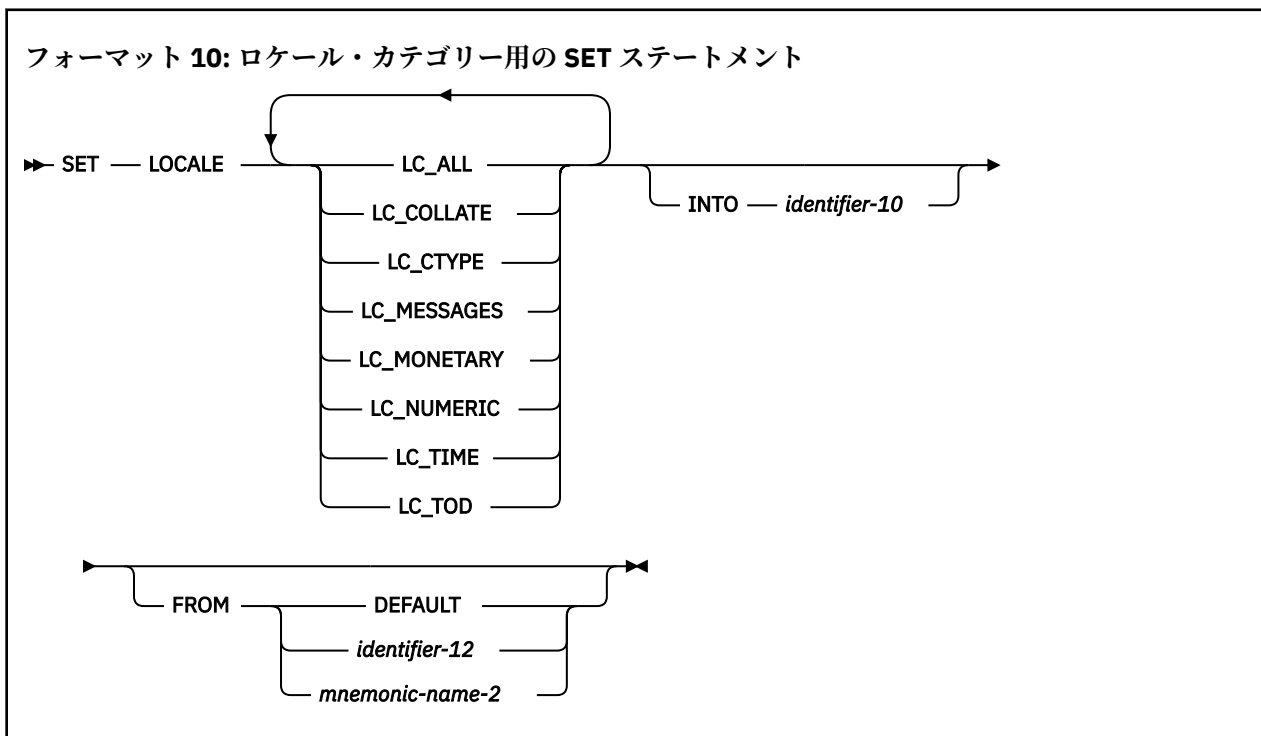 フォーマット 10: ロケール・カテゴリー用の SET ステートメント
SET LOCALE LC_ALL
INTO identifier-10
LC_COLLATE
LC_CTYPE
LC_MESSAGES
LC_MONETARY
LC_NUMERIC
LC_TIME
LC_TOD
FROM DEFAULT
identifier-12
mnemonic-name-2